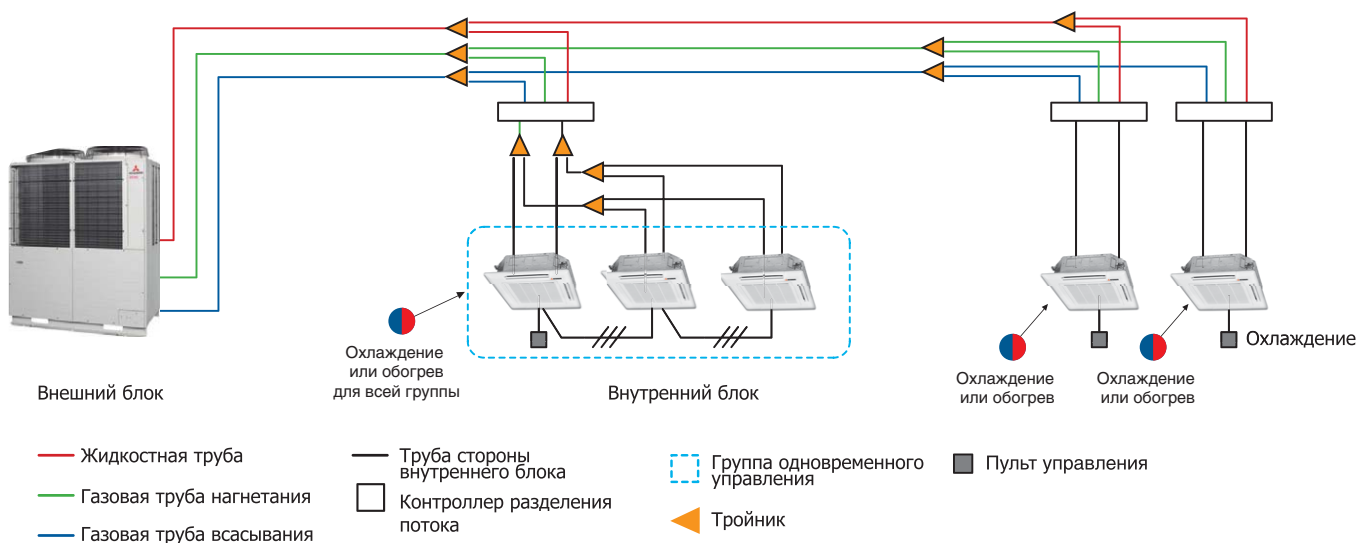 Охлаждение
Охлаждение
или обогрев
для всей группы
Охлаждение
или обогрев
Охлаждение
или обогрев
Внешний блок
Внутренний блок
Жидкостная труба
Газовая труба нагнетания
Газовая труба всасывания
Труба стороны
внутреннего блока
Контроллер разделения
потока
Группа одновременного
управления
Тройник
Пульт управления